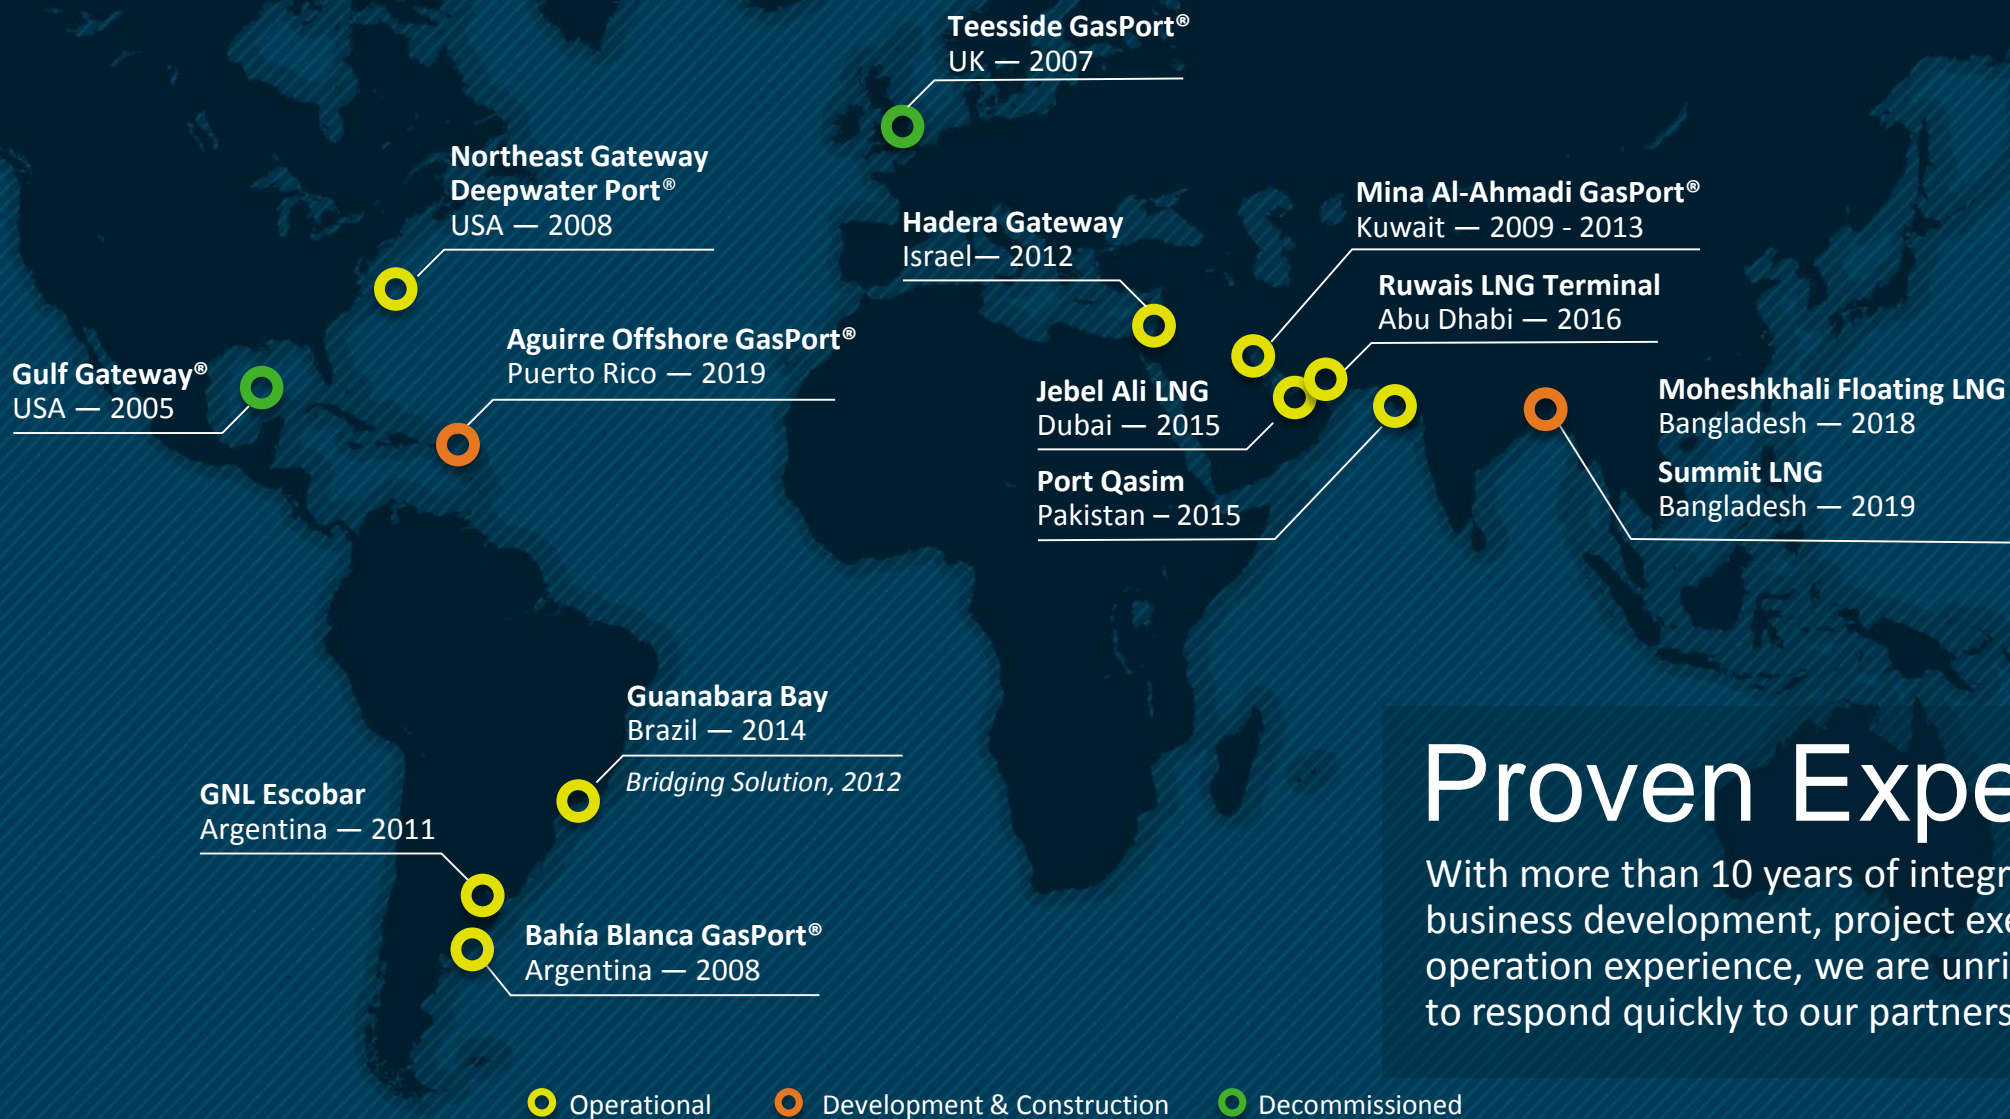 Teesside GasPort®
UK — 2007
Northeast Gateway
Deepwater Port®
USA — 2008
Mina Al-Ahmadi GasPort®
Kuwait — 2009 - 2013
Hadera Gateway
Israel— 2012
Ruwais LNG Terminal
Abu Dhabi — 2016
Aguirre Offshore GasPort®
Puerto Rico — 2019
Gulf Gateway®
USA — 2005
Jebel Ali LNG
Dubai — 2015
Moheshkhali Floating LNG
Bangladesh — 2018
Port Qasim
Pakistan – 2015
Summit LNG
Bangladesh — 2019
Guanabara Bay
Brazil — 2014
Bridging Solution, 2012
GNL Escobar
Argentina — 2011
Bahía Blanca GasPort®
Argentina — 2008
Proven Expe
With more than 10 years of integr
business development, project exe
operation experience, we are unri
to respond quickly to our partners
Operational
Development & Construction
Decommissioned